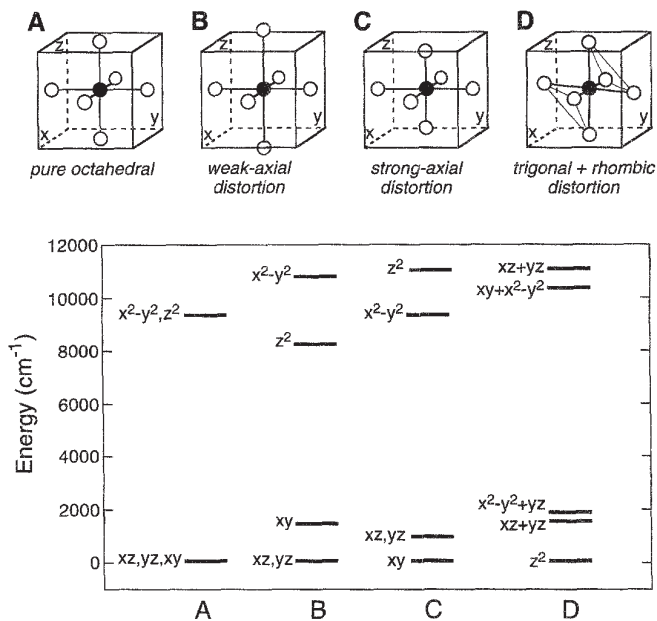 A B C D
z z z z
x y x y x y x y
pure octahedral
weak-axial
distortion
strong-axial
distortion
trigonal + rhombic
distortion
Energy (cm⁻¹)
12000
10000
8000
6000
4000
2000
0
x²-y²,z²
xz,yz,xy
x²-y²
z²
xy
xz,yz
z²
x²-y²
xz,yz
xy
xz+yz
xy+x²-y²
x²-y²+yz
xz+yz
z²
A B C D